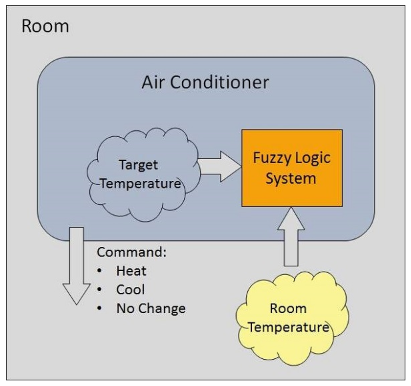 Room
Air Conditioner
Target
Temperature
Fuzzy Logic
System
Command:
• Heat
• Cool
• No Change
Room
Temperature